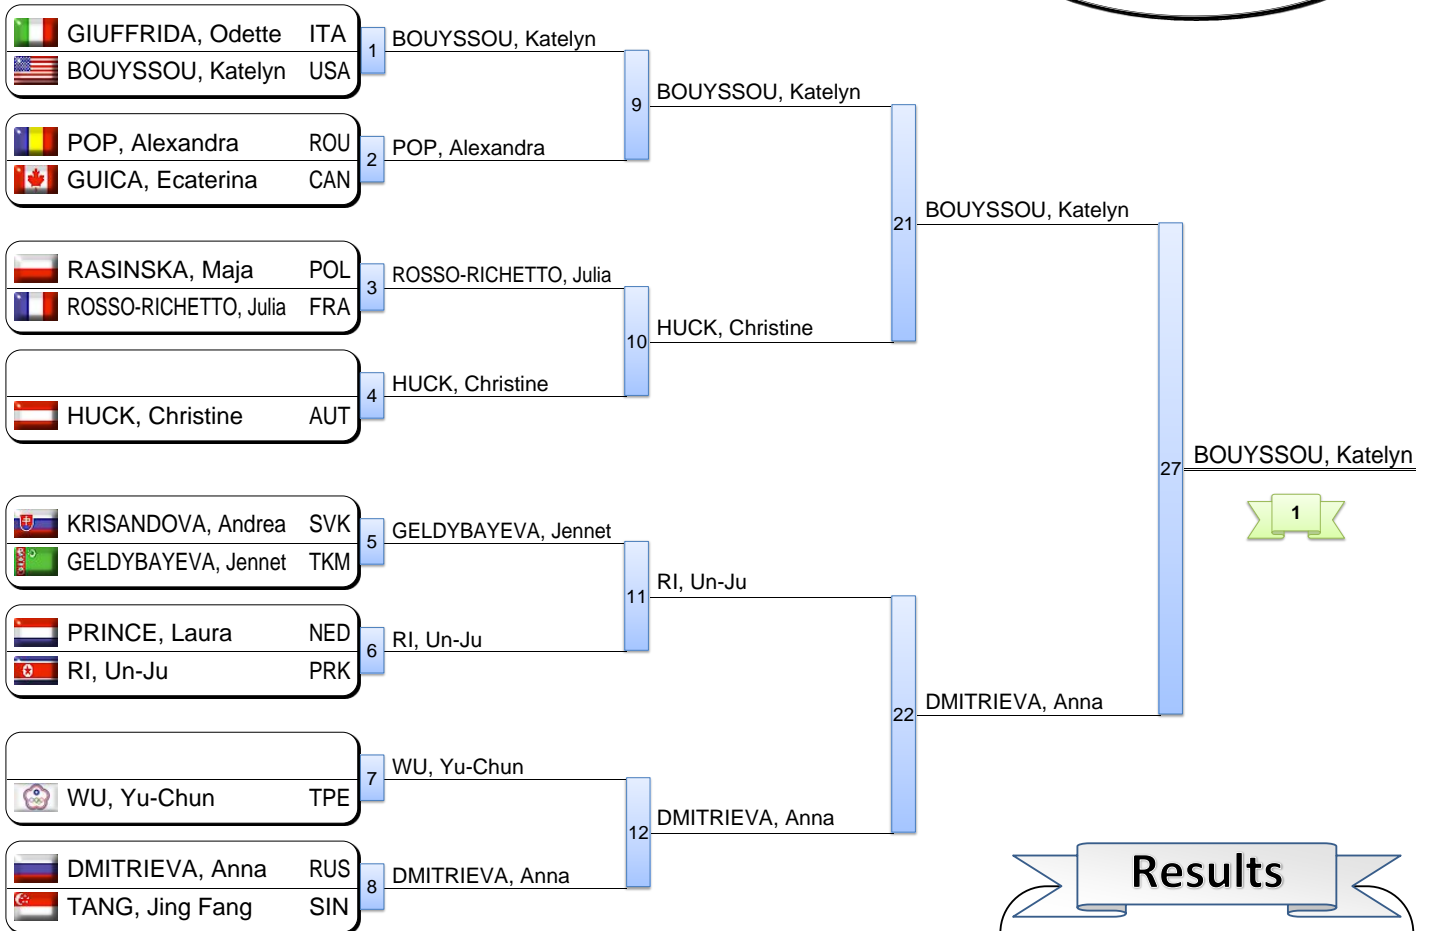 GIUFFRIDA, Odette ITA
BOUYSSOU, Katelyn USA
1
BOUYSSOU, Katelyn
POP, Alexandra ROU
GUICA, Ecaterina CAN
2
POP, Alexandra
9
BOUYSSOU, Katelyn
RASINSKA, Maja POL
ROSSO-RICHETTO, Julia FRA
3
ROSSO-RICHETTO, Julia
HUCK, Christine AUT
4
HUCK, Christine
10
HUCK, Christine
21
BOUYSSOU, Katelyn
KRISANDOVA, Andrea SVK
GELDYBAYEVA, Jennet TKM
5
GELDYBAYEVA, Jennet
PRINCE, Laura NED
RI, Un-Ju PRK
6
RI, Un-Ju
11
RI, Un-Ju
WU, Yu-Chun TPE
7
WU, Yu-Chun
DMITRIEVA, Anna RUS
TANG, Jing Fang SIN
8
DMITRIEVA, Anna
12
DMITRIEVA, Anna
22
DMITRIEVA, Anna
27
BOUYSSOU, Katelyn
1
Results